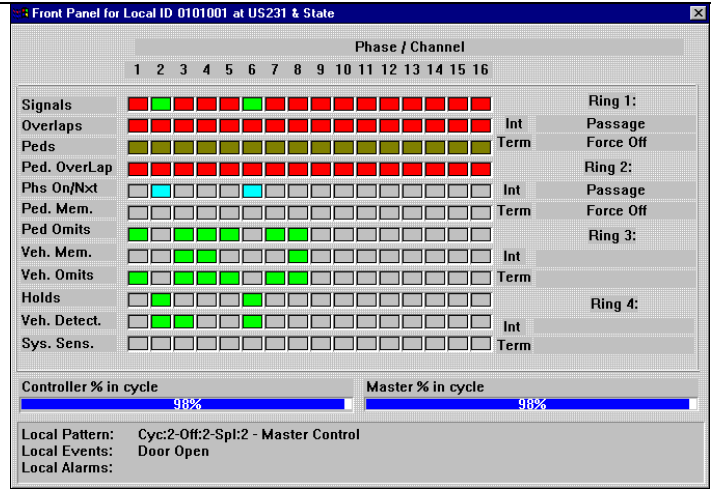 Front Panel for Local ID 0101001 at US231 & State
Phase / Channel
1 2 3 4 5 6 7 8 9 10 11 12 13 14 15 16
Signals Ring 1:
Overlaps Int Passage
Peds Term Force Off
Ped. OverLap Ring 2:
Phs On/Nxt Int Passage
Ped. Mem. Term Force Off
Ped Omits Ring 3:
Veh. Mem. Int
Veh. Omits Term
Holds Ring 4:
Veh. Detect. Int
Sys. Sens. Term
Controller % in cycle Master % in cycle
98% 98%
Local Pattern: Cyc:2-Off:2-Spl:2 - Master Control
Local Events: Door Open
Local Alarms: